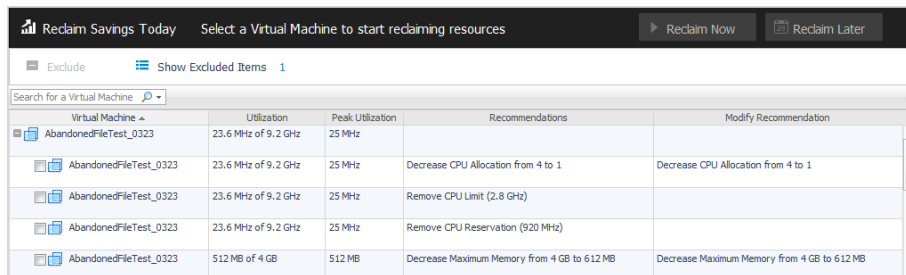 Reclaim Savings Today Select a Virtual Machine to start reclaiming resources Reclaim Now Reclaim Later
Exclude Show Excluded Items 1
Search for a Virtual Machine
Virtual Machine Utilization Peak Utilization Recommendations Modify Recommendation
AbandonedFileTest_0323 23.6 MHz of 9.2 GHz 25 MHz
AbandonedFileTest_0323 23.6 MHz of 9.2 GHz 25 MHz Decrease CPU Allocation from 4 to 1 Decrease CPU Allocation from 4 to 1
AbandonedFileTest_0323 23.6 MHz of 9.2 GHz 25 MHz Remove CPU Limit (2.8 GHz)
AbandonedFileTest_0323 23.6 MHz of 9.2 GHz 25 MHz Remove CPU Reservation (920 MHz)
AbandonedFileTest_0323 512 MB of 4 GB 512 MB Decrease Maximum Memory from 4 GB to 612 MB Decrease Maximum Memory from 4 GB to 612 MB